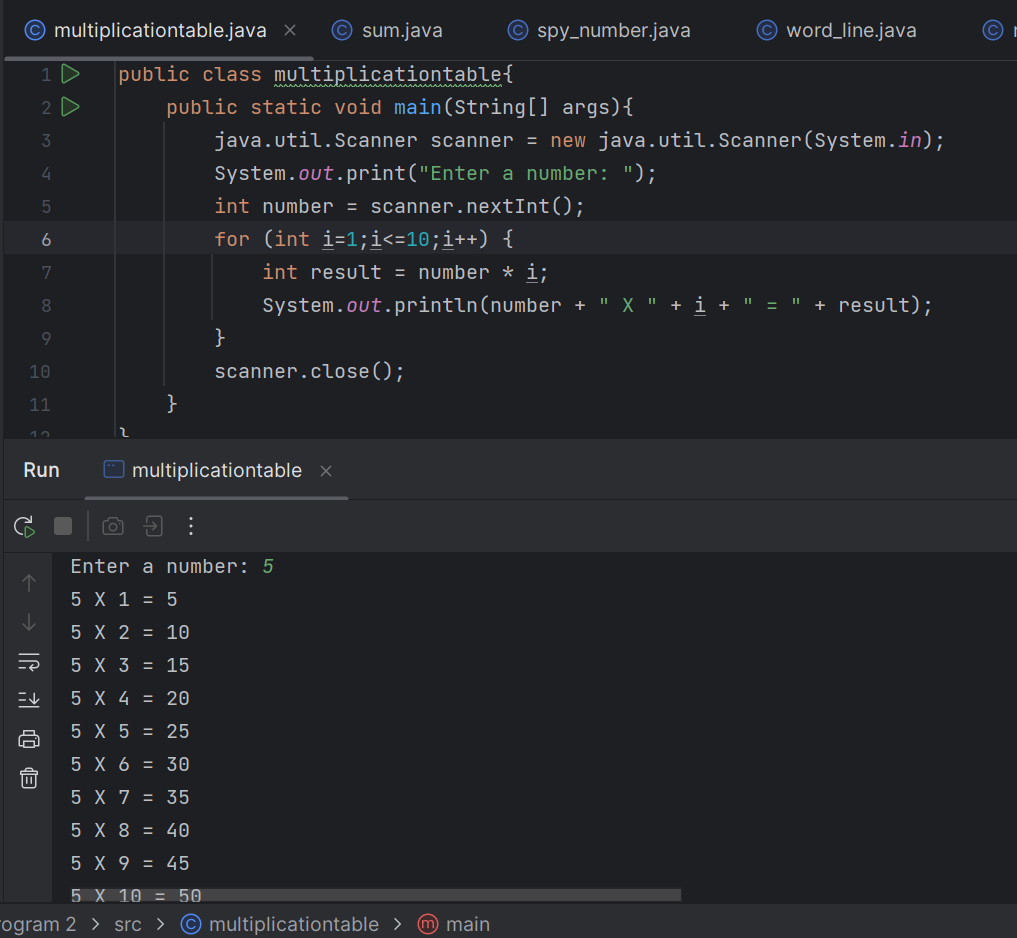 multiplicationtable.java sum.java spy_number.java word_line.java
1 public class multiplicationtable{
2 public static void main(String[] args){
3 java.util.Scanner scanner = new java.util.Scanner(System.in);
4 System.out.print("Enter a number: ");
5 int number = scanner.nextInt();
6 for (int i=1;i<=10;i++) {
7 int result = number * i;
8 System.out.println(number + " X " + i + " = " + result);
9 }
10 scanner.close();
11 }
12 }
Run multiplicationtable
Enter a number: 5
5 X 1 = 5
5 X 2 = 10
5 X 3 = 15
5 X 4 = 20
5 X 5 = 25
5 X 6 = 30
5 X 7 = 35
5 X 8 = 40
5 X 9 = 45
5 X 10 = 50
rogram 2 > src > multiplicationtable > main